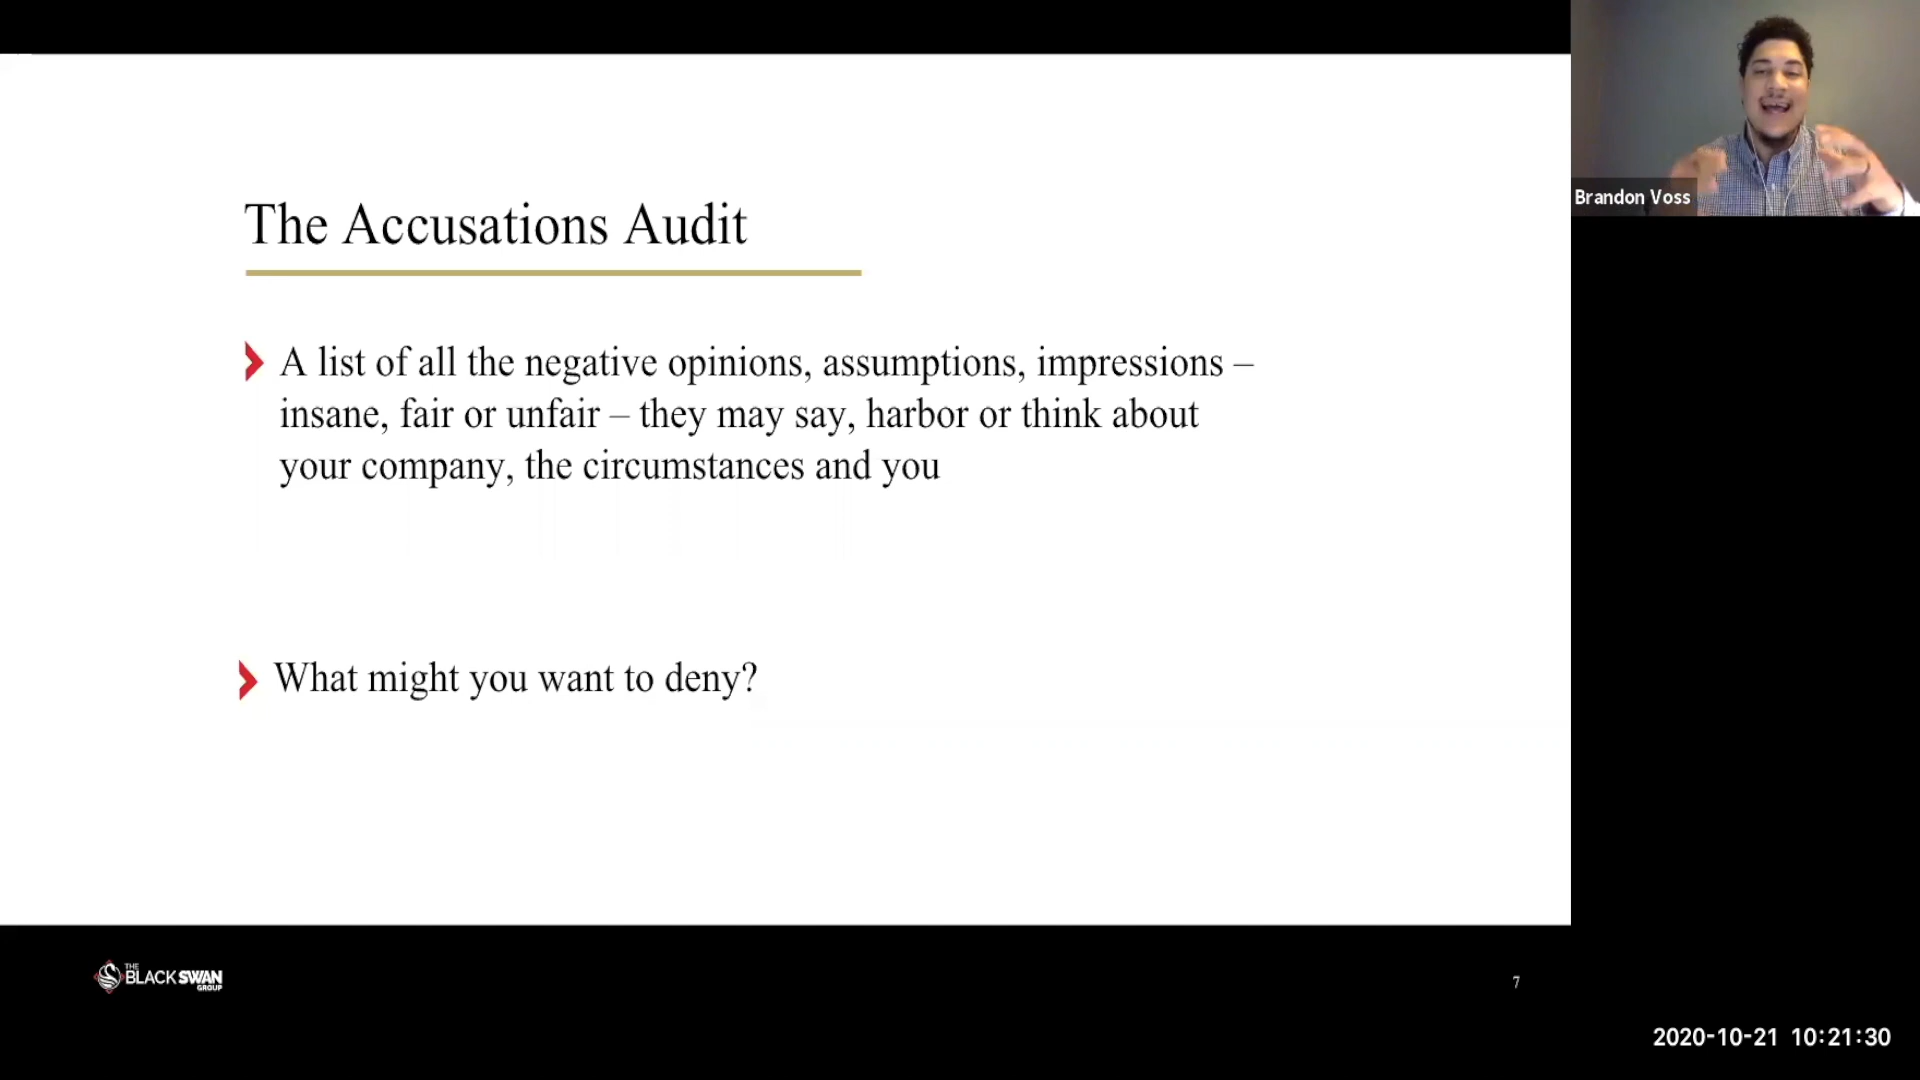 The Accusations Audit
A list of all the negative opinions, assumptions, impressions –
insane, fair or unfair – they may say, harbor or think about
your company, the circumstances and you
What might you want to deny?
Brandon Voss
THE
BLACK SWAN
GROUP
7
2020-10-21 10:21:30